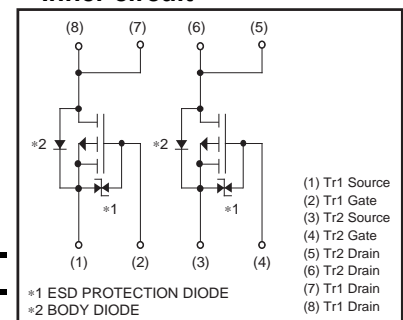 (8) (7) (6) (5)
∗2 ∗2
∗1 ∗1
(1) (2) (3) (4)
(1) Tr1 Source
(2) Tr1 Gate
(3) Tr2 Source
(4) Tr2 Gate
(5) Tr2 Drain
(6) Tr2 Drain
(7) Tr1 Drain
(8) Tr1 Drain
∗1 ESD PROTECTION DIODE
∗2 BODY DIODE